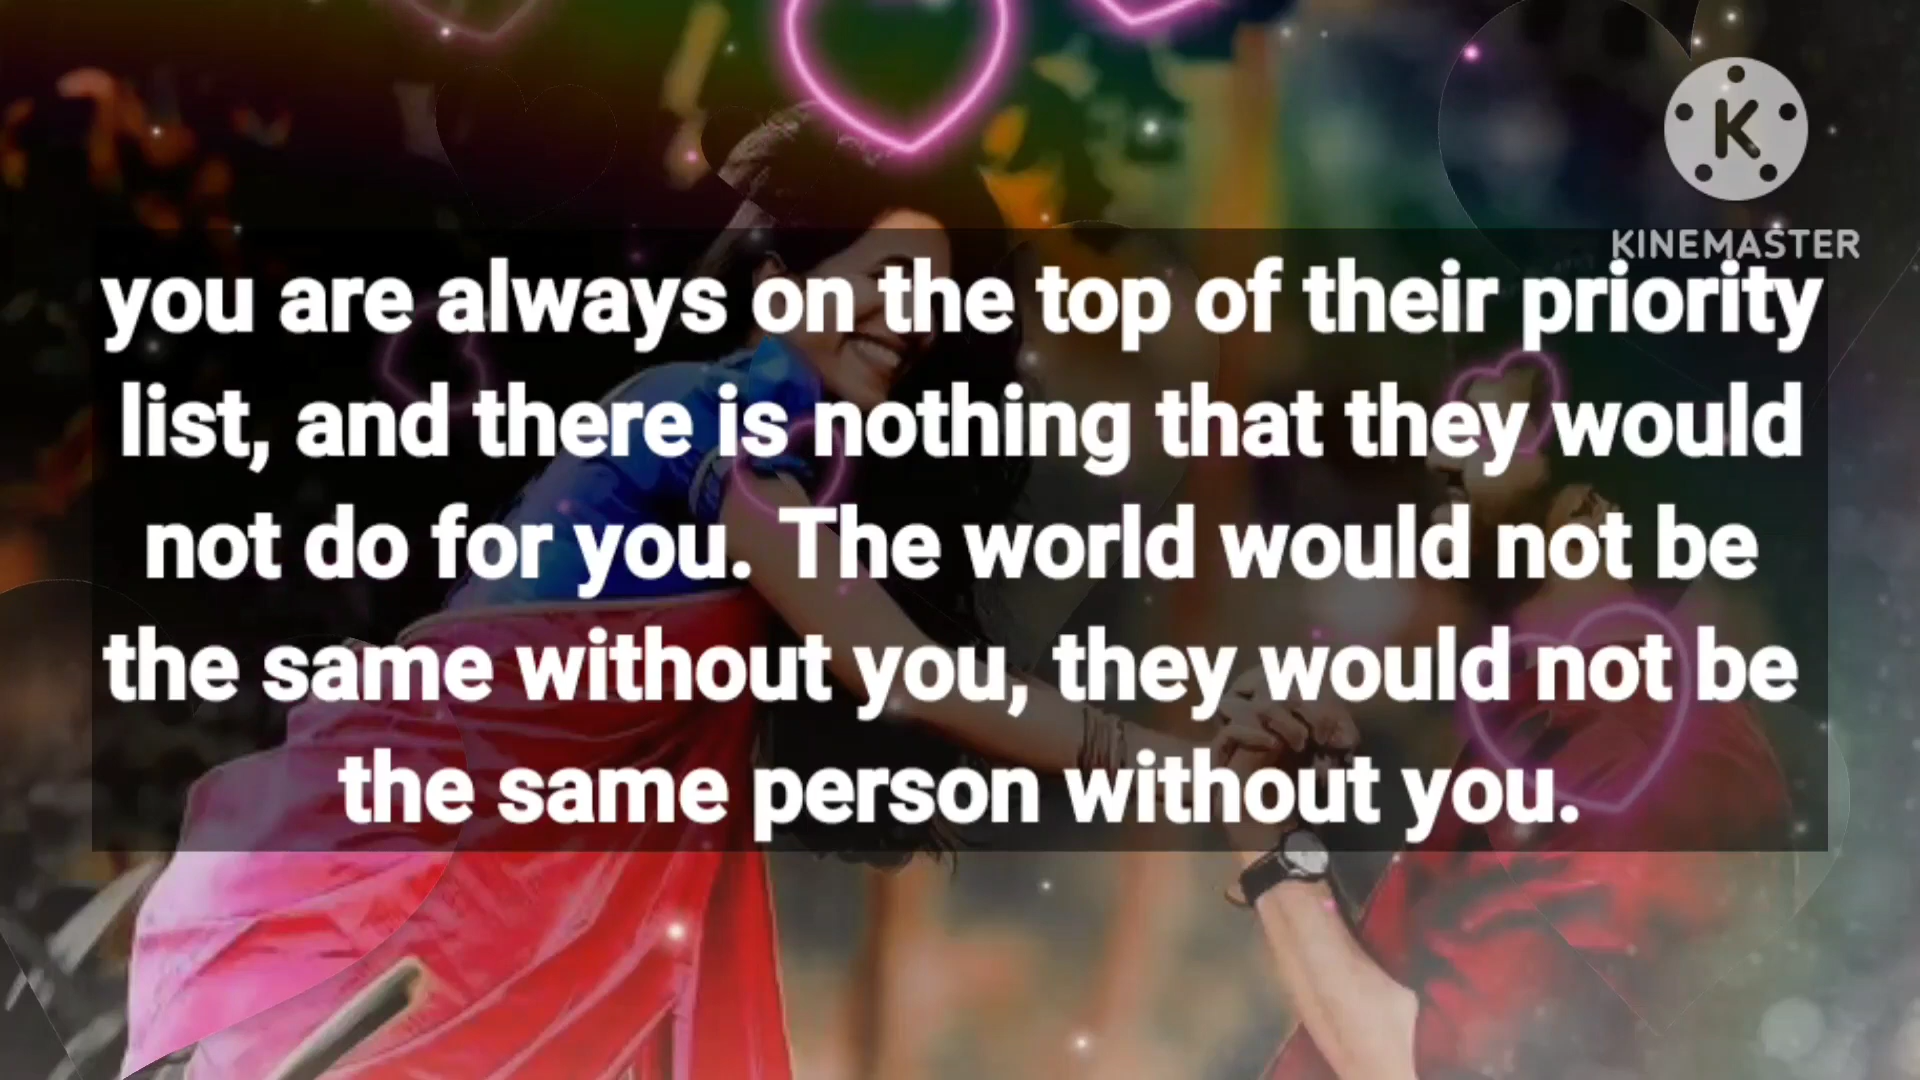 K
KINEMASTER
you are always on the top of their priority
list, and there is nothing that they would
not do for you. The world would not be
the same without you, they would not be
the same person without you.